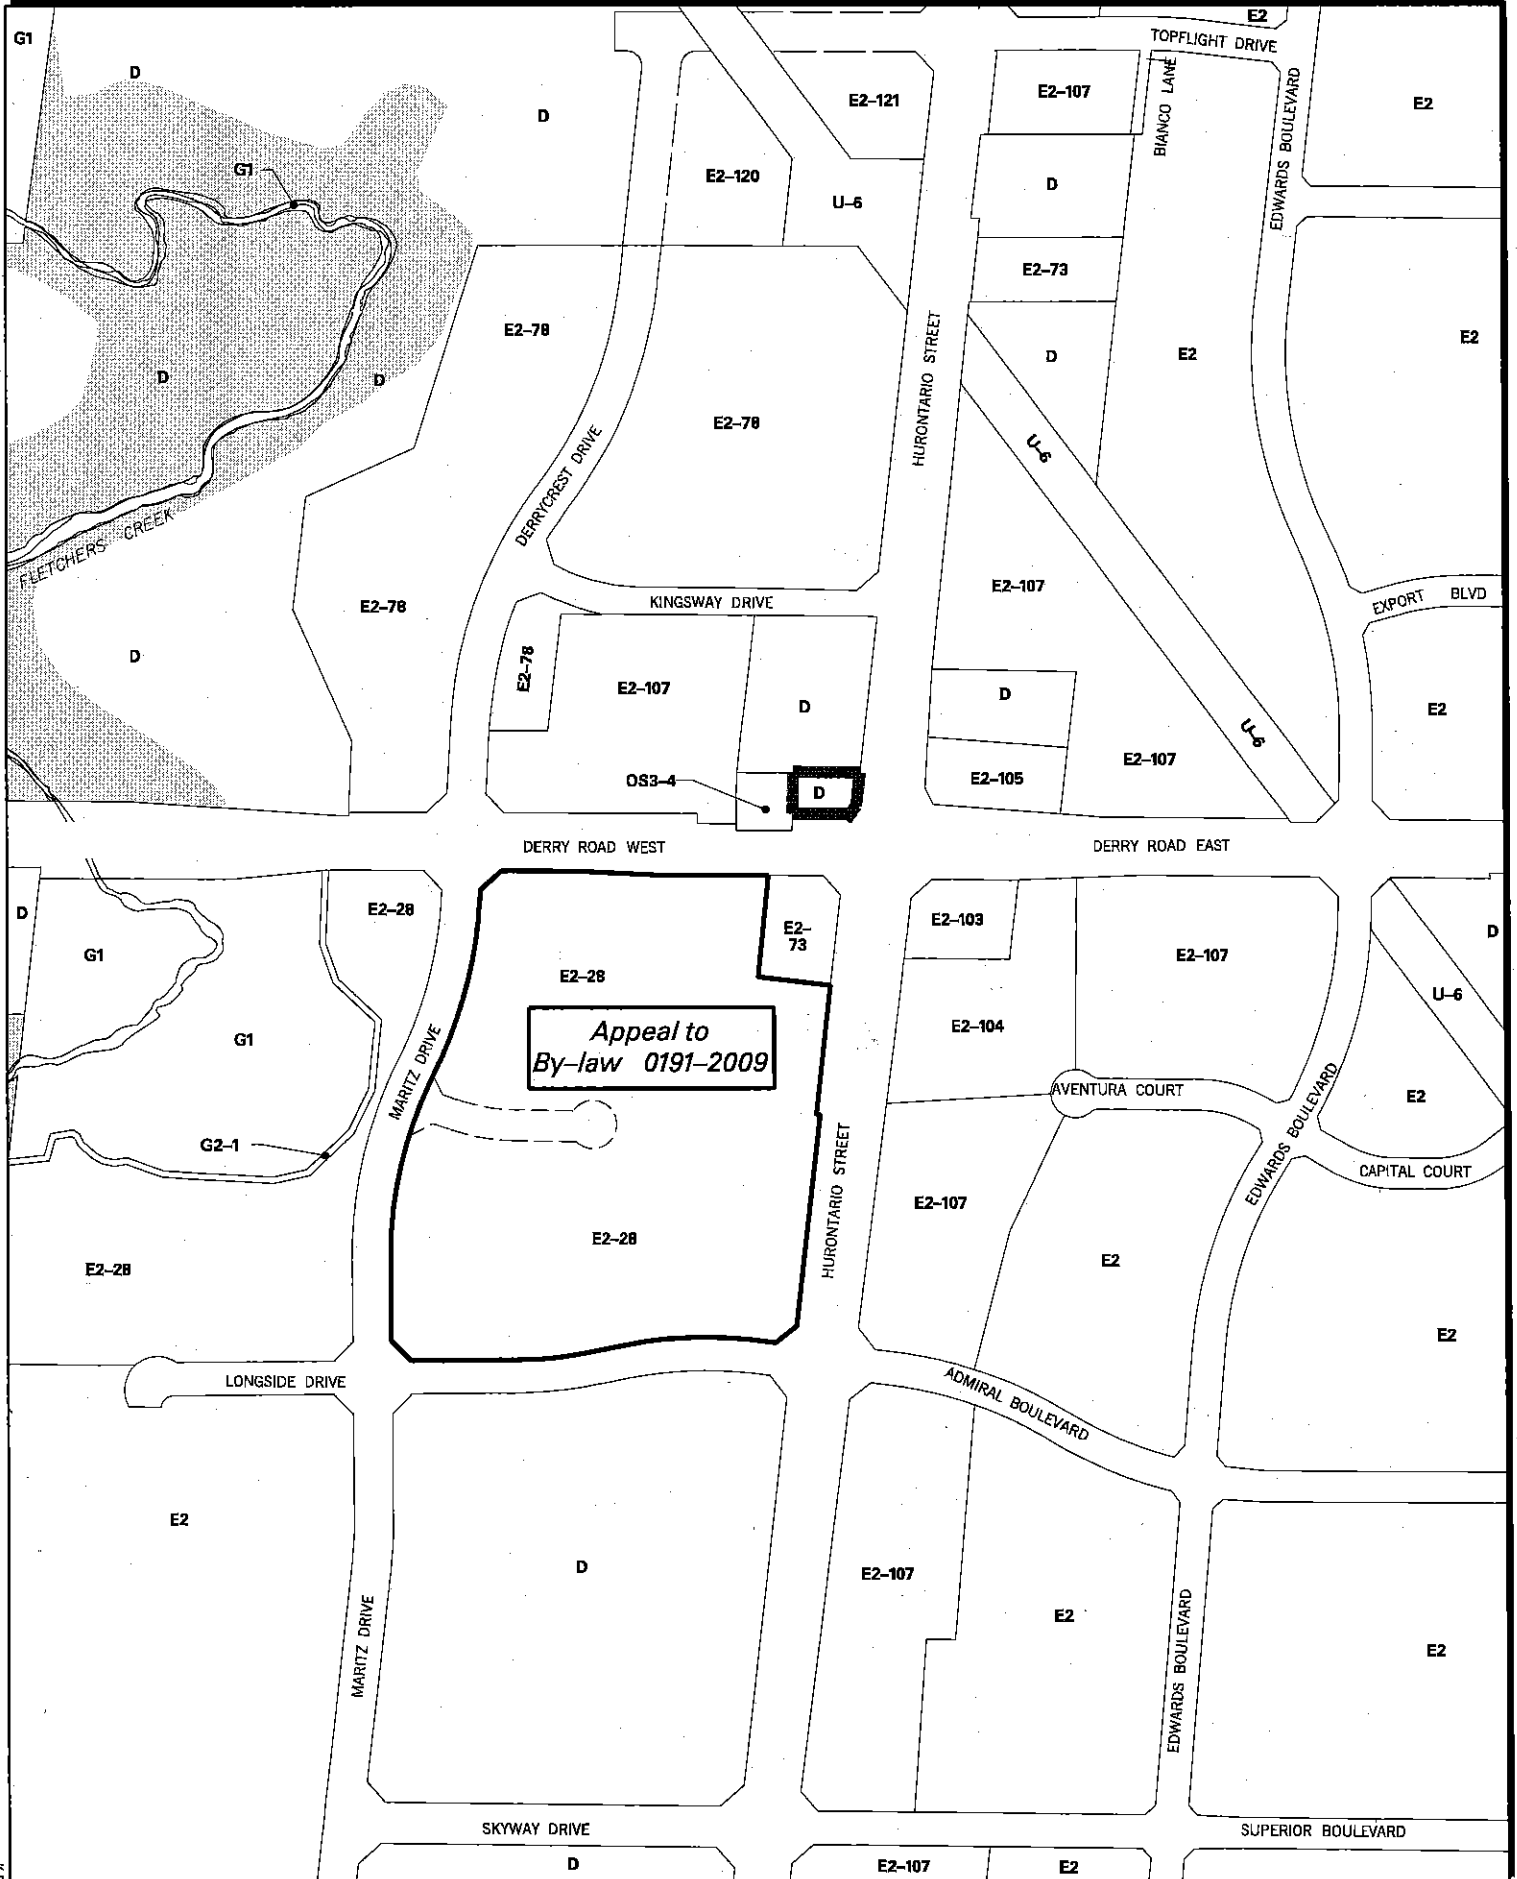 E2
G1
TOPFLIGHT DRIVE
D
E2-121
E2-107
BIANCO LANE
EDWARDS BOULEVARD
E2
D
G1
E2-120
D
U-6
E2-73
E2-78
HURONTARIO STREET
D
E2
E2
D
D
E2-78
DERRYCREST DRIVE
U-6
FLETCHERS CREEK
E2-107
EXPORT BLVD
E2-78
KINGSWAY DRIVE
D
E2-78
E2-107
D
D
E2
U-6
E2-107
OS3-4
D
E2-105
DERRY ROAD WEST
DERRY ROAD EAST
D
E2-28
E2-73
E2-103
D
G1
E2-28
E2-107
U-6
Appeal to
By-law 0191-2009
E2-104
G1
MARITZ DRIVE
AVENTURA COURT
E2
G2-1
HURONTARIO STREET
EDWARDS BOULEVARD
CAPITAL COURT
E2-107
E2-28
E2
E2-28
E2
LONGSIDE DRIVE
ADMIRAL BOULEVARD
E2
D
E2-107
E2
MARITZ DRIVE
EDWARDS BOULEVARD
E2
SKYWAY DRIVE
SUPERIOR BOULEVARD
D
E2-107
E2